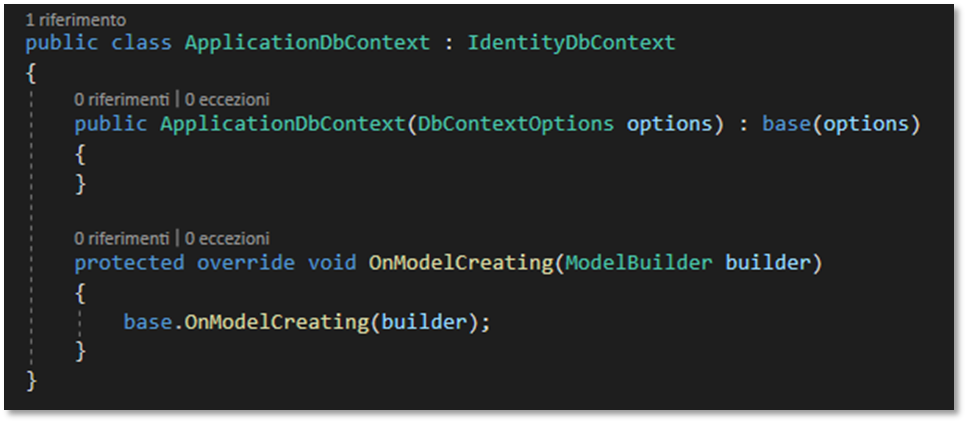 1 riferimento
public class ApplicationDbContext : IdentityDbContext
{
0 riferimenti | 0 eccezioni
public ApplicationDbContext(DbContextOptions options) : base(options)
{
}
0 riferimenti | 0 eccezioni
protected override void OnModelCreating(ModelBuilder builder)
{
base.OnModelCreating(builder);
}
}